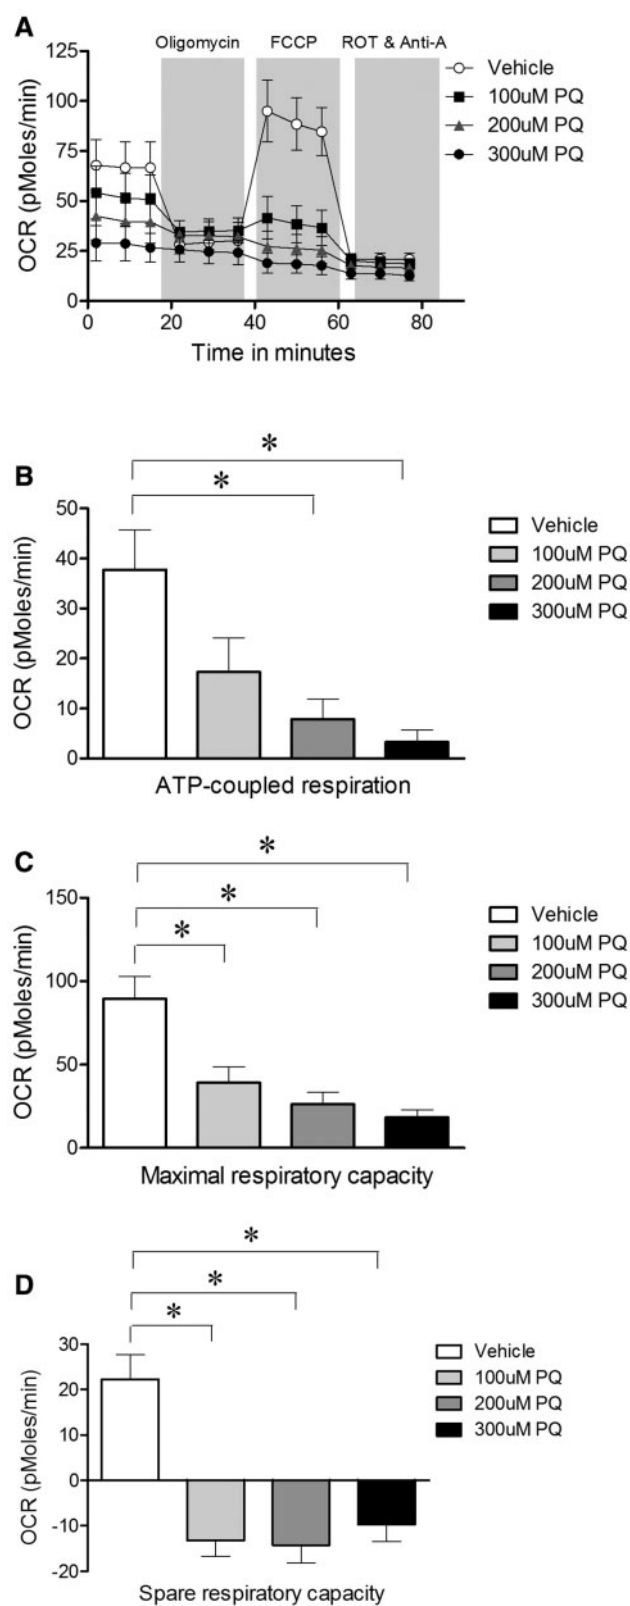 A
Oligomycin FCCP ROT & Anti-A
125
100
75
50
25
0
OCR (pMoles/min)
0 20 40 60 80
Time in minutes
Vehicle
100uM PQ
200uM PQ
300uM PQ
B
*
*
50
40
30
20
10
0
OCR (pMoles/min)
ATP-coupled respiration
Vehicle
100uM PQ
200uM PQ
300uM PQ
C
*
*
*
150
100
50
0
OCR (pMoles/min)
Maximal respiratory capacity
Vehicle
100uM PQ
200uM PQ
300uM PQ
D
*
*
*
30
20
10
0
-10
-20
OCR (pMoles/min)
Spare respiratory capacity
Vehicle
100uM PQ
200uM PQ
300uM PQ